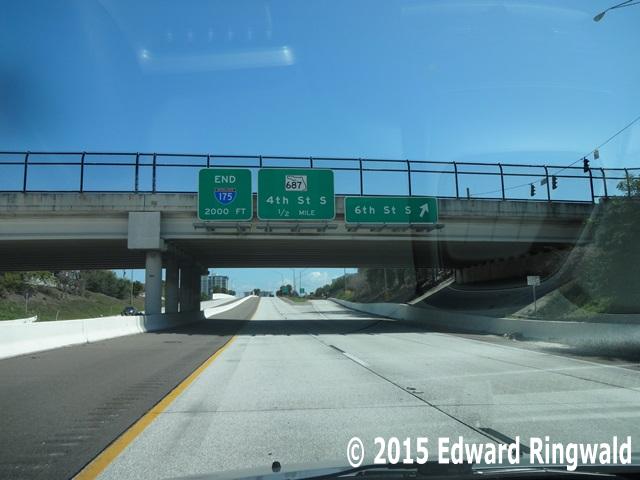 END
175
2000 FT
687
4th St S
1/2 MILE
6th St S
© 2015 Edward Ringwald